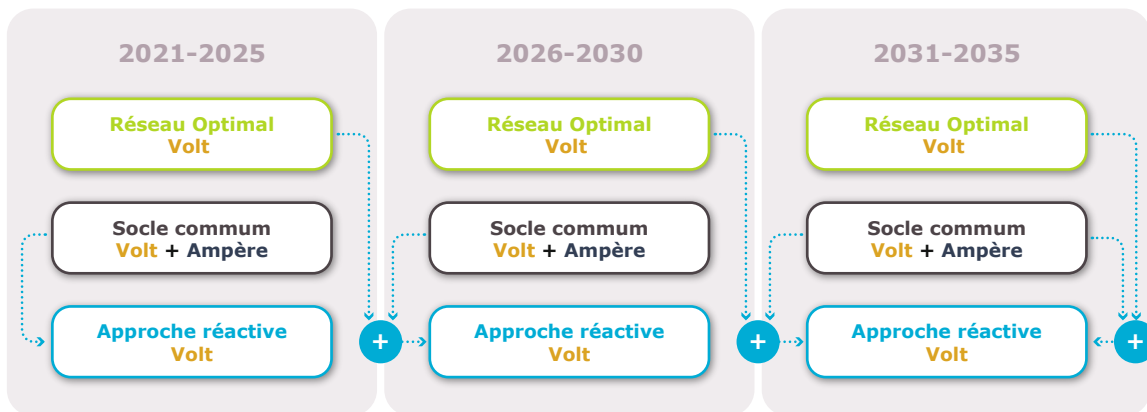 2021-2025
Réseau Optimal
Volt
Socle commum
Volt + Ampère
Approche réactive
Volt
+
2026-2030
Réseau Optimal
Volt
Socle commum
Volt + Ampère
Approche réactive
Volt
+
2031-2035
Réseau Optimal
Volt
Socle commum
Volt + Ampère
Approche réactive
Volt
+